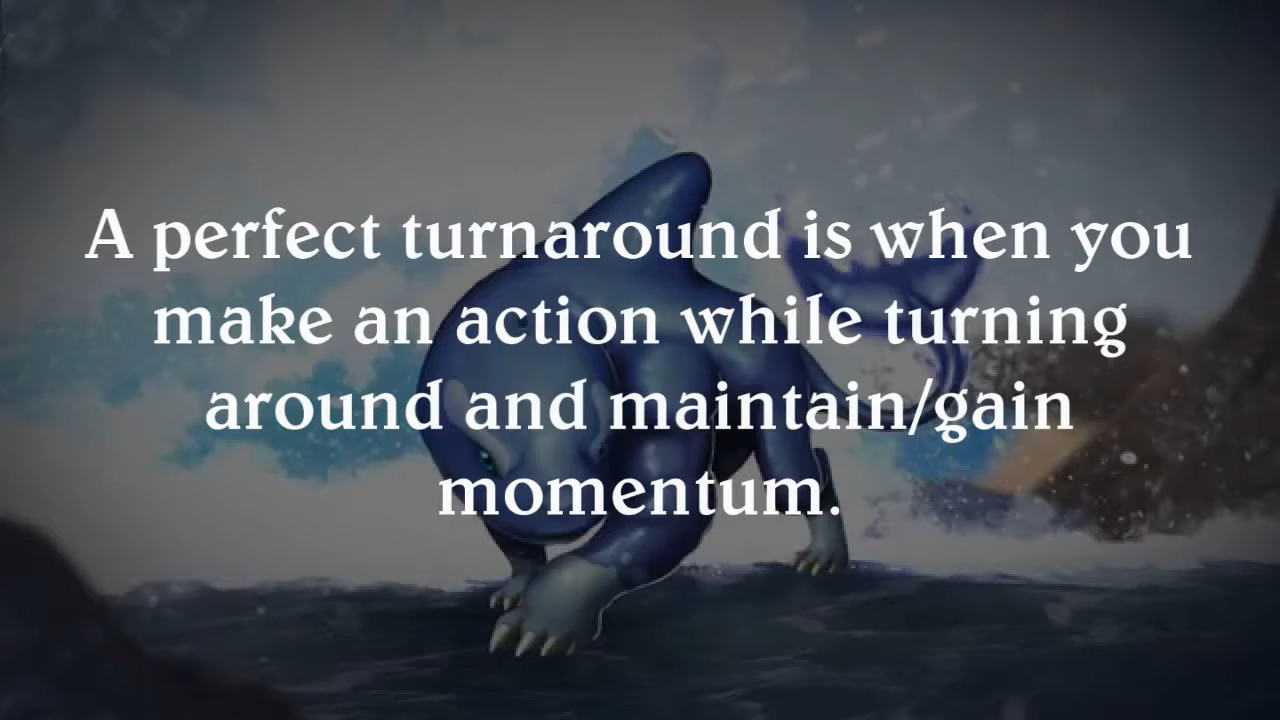 A perfect turnaround is when you
make an action while turning
around and maintain/gain
momentum.